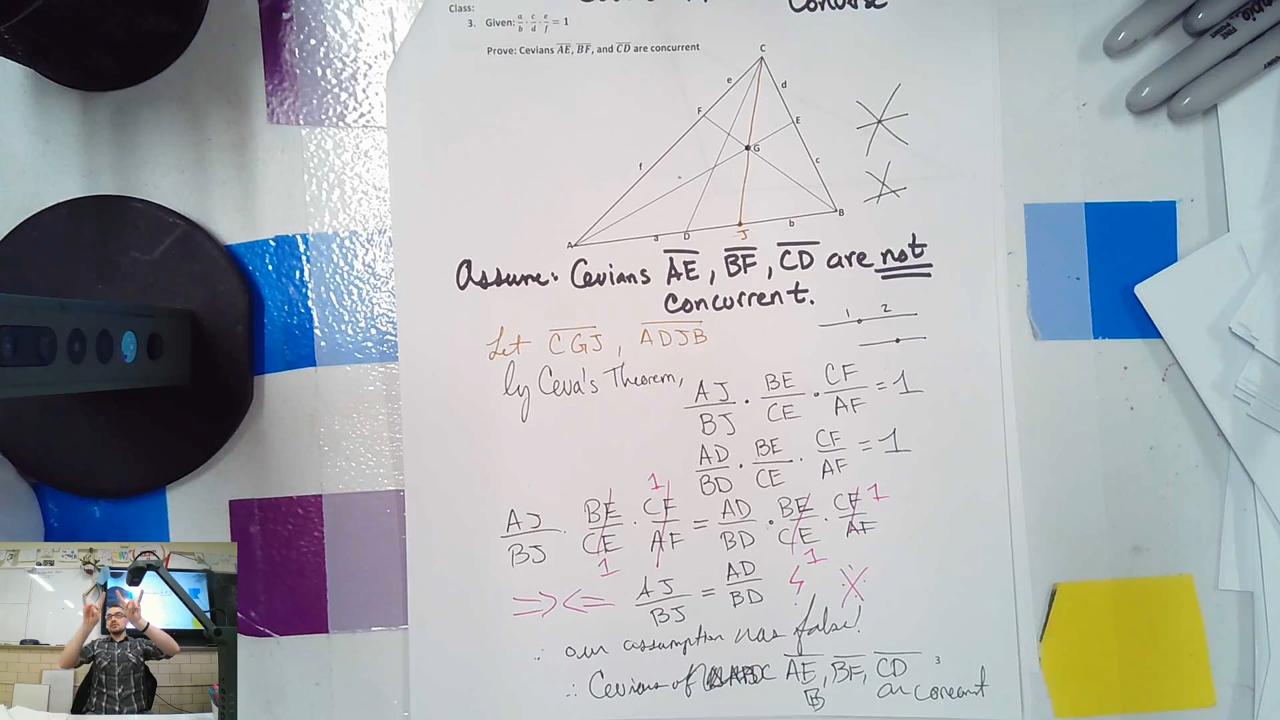 Converse
Class:
3. Given: a/b · c/d · e/f = 1
Prove: Cevians AE, BF, and CD are concurrent
C
e
d
F
E
G
f
c
B
A
a
D
J
b
Assume: Cevians AE, BF, CD are not
concurrent.
1 2
Let CGJ, ADJB
by Ceva's Theorem,
AJ/BJ · BE/CE · CF/AF = 1
AD/BD · BE/CE · CF/AF = 1
1
AJ/BJ · BE/CE · CF/AF = AD/BD · BE/CE · CF/AF 1
1 1
⇒⇐ AJ/BJ = AD/BD
∴ our assumption was false!
∴ Cevians of AE, BF, CD
are concurrent
B
3